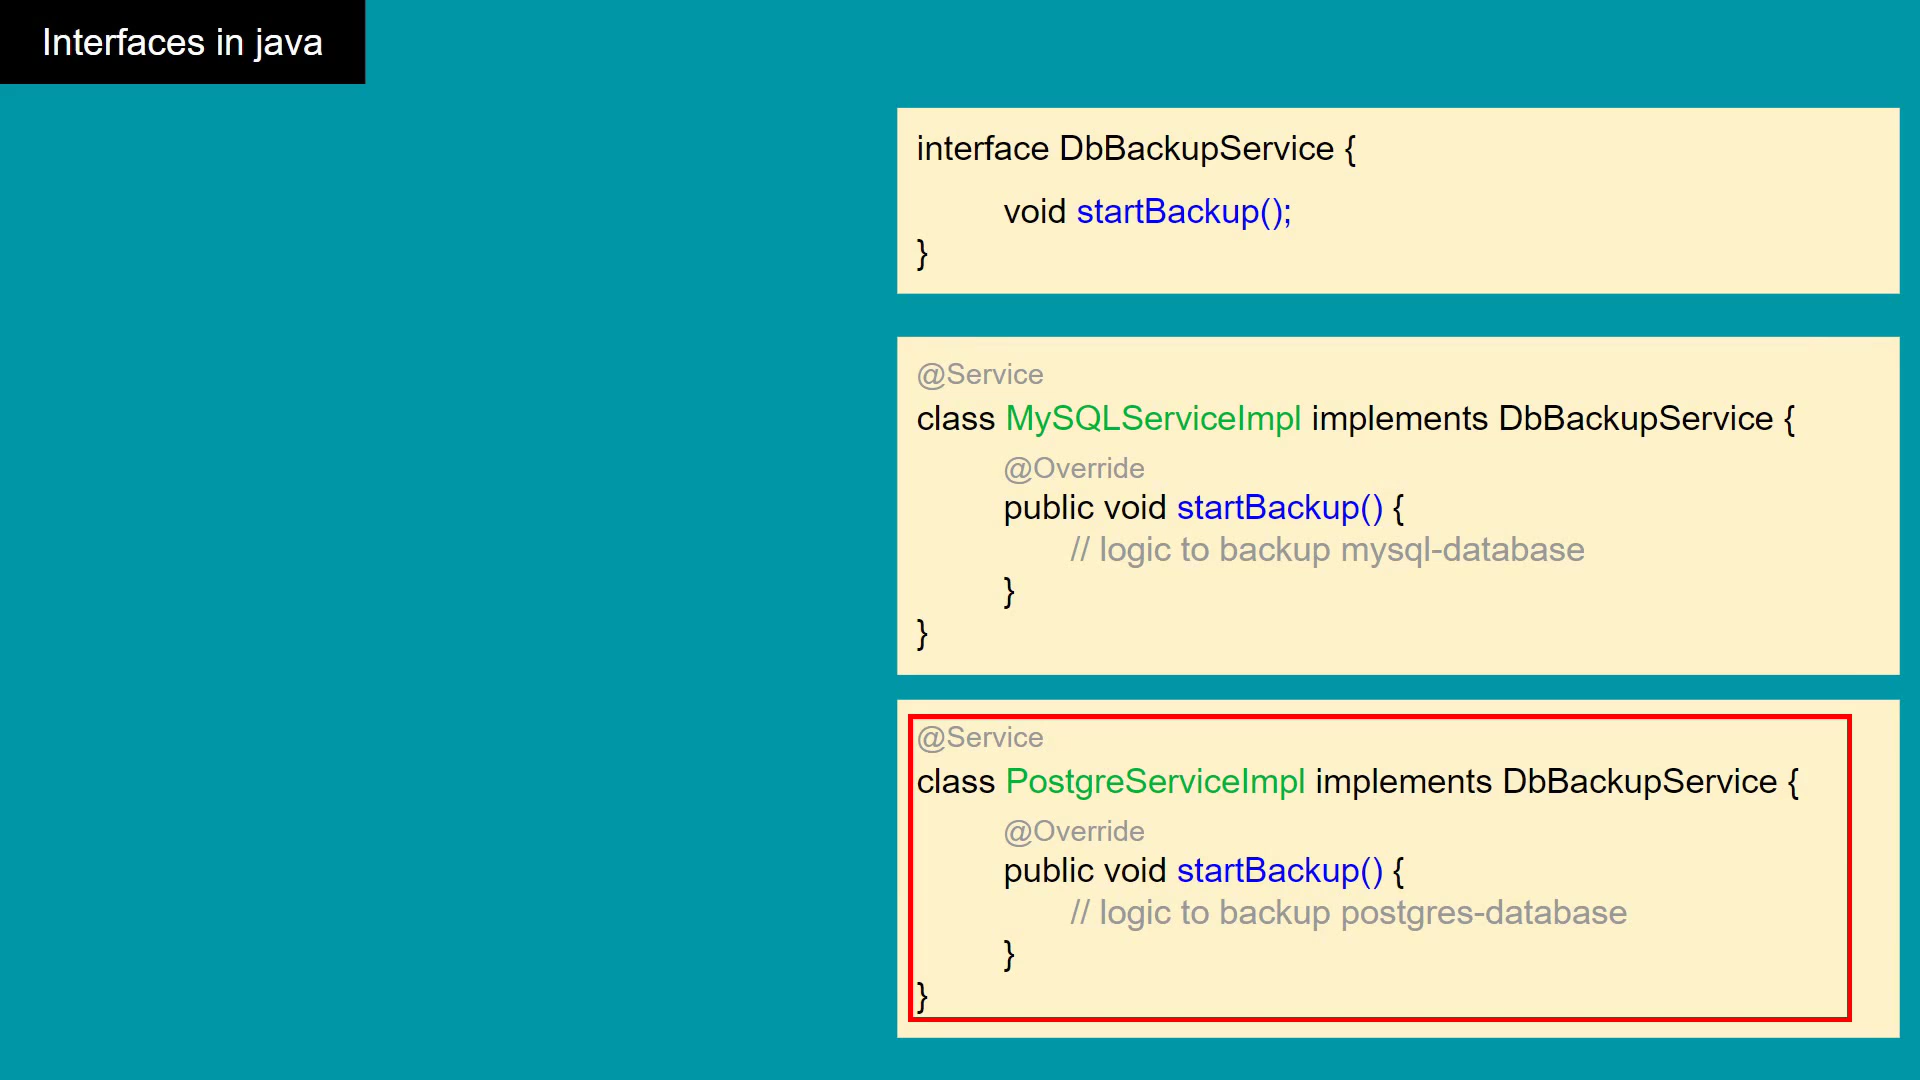 Interfaces in java
interface DbBackupService {
void startBackup();
}
@Service
class MySQLServiceImpl implements DbBackupService {
@Override
public void startBackup() {
// logic to backup mysql-database
}
}
@Service
class PostgreServiceImpl implements DbBackupService {
@Override
public void startBackup() {
// logic to backup postgres-database
}
}